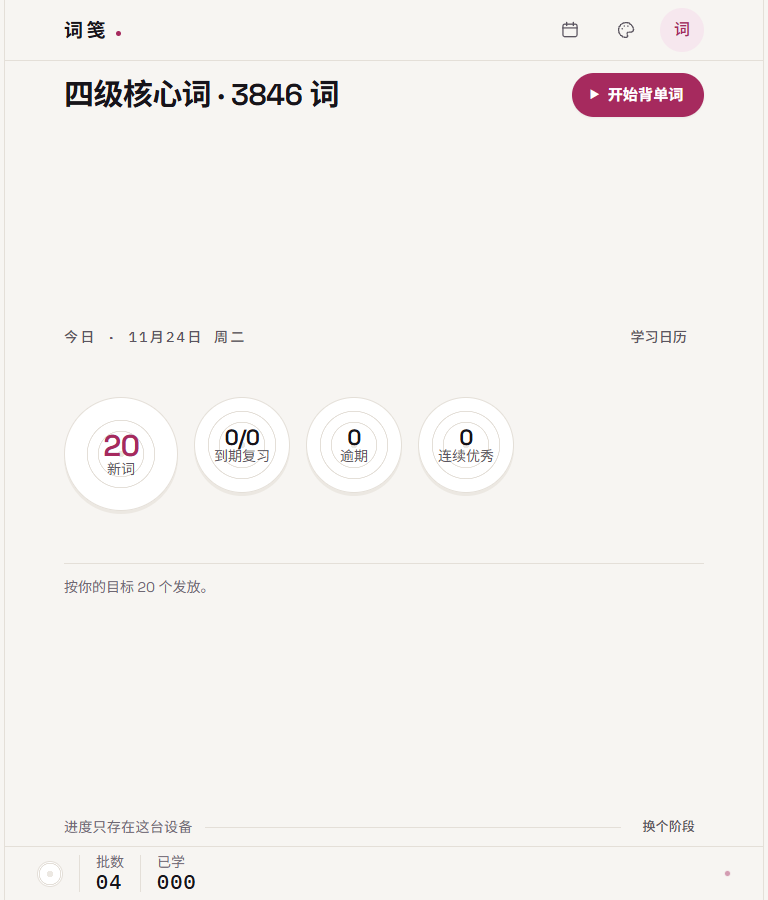 词笺
词
四级核心词·3846 词
开始背单词
今日 · 11月24日 周二
学习日历
20
新词
0/0
到期复习
0
逾期
0
连续优秀
按你的目标 20 个发放。
进度只存在这台设备
换个阶段
批数
04
已学
000